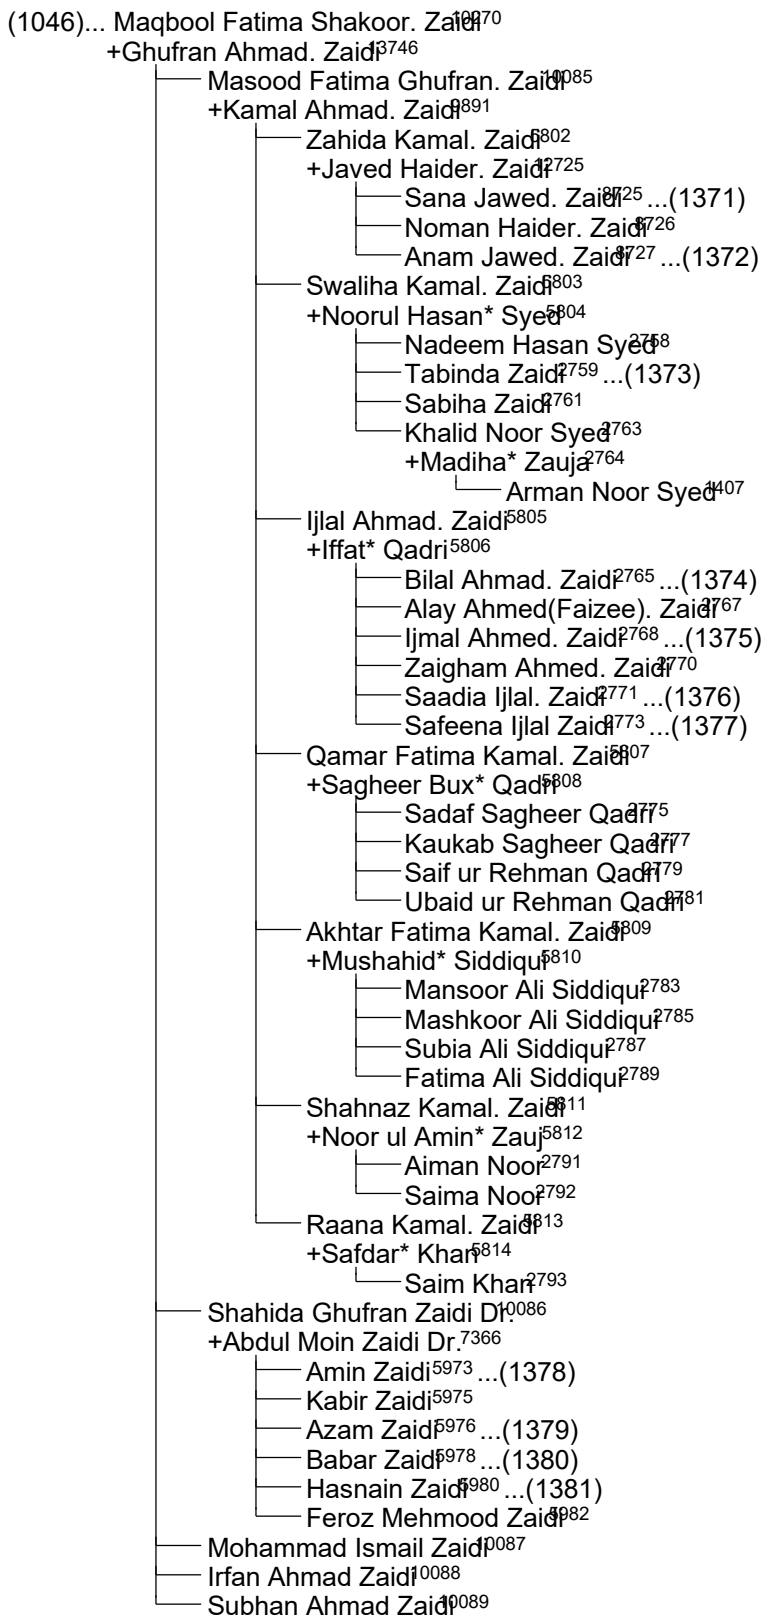 (1046)... Maqbool Fatima Shakoor. Zaidi10270
+Ghufran Ahmad. Zaidi13746
Masood Fatima Ghufran. Zaidi10085
+Kamal Ahmad. Zaidi9891
Zahida Kamal. Zaidi5802
+Javed Haider. Zaidi12725
Sana Jawed. Zaidi8725 ...(1371)
Noman Haider. Zaidi8726
Anam Jawed. Zaidi8727 ...(1372)
Swaliha Kamal. Zaidi5803
+Noorul Hasan* Syed5804
Nadeem Hasan Syed2758
Tabinda Zaidi2759 ...(1373)
Sabiha Zaidi2761
Khalid Noor Syed2763
+Madiha* Zauja2764
Arman Noor Syed1407
Ijlal Ahmad. Zaidi5805
+Iffat* Qadri5806
Bilal Ahmad. Zaidi2765 ...(1374)
Alay Ahmed(Faizee). Zaidi2767
Ijmal Ahmed. Zaidi2768 ...(1375)
Zaigham Ahmed. Zaidi2770
Saadia Ijlal. Zaidi2771 ...(1376)
Safeena Ijlal Zaidi2773 ...(1377)
Qamar Fatima Kamal. Zaidi5807
+Sagheer Bux* Qadri5808
Sadaf Sagheer Qadri2775
Kaukab Sagheer Qadri2777
Saif ur Rehman Qadri2779
Ubaid ur Rehman Qadri2781
Akhtar Fatima Kamal. Zaidi5809
+Mushahid* Siddiqui5810
Mansoor Ali Siddiqui2783
Mashkoor Ali Siddiqui2785
Subia Ali Siddiqui2787
Fatima Ali Siddiqui2789
Shahnaz Kamal. Zaidi5811
+Noor ul Amin* Zauj5812
Aiman Noor2791
Saima Noor2792
Raana Kamal. Zaidi5813
+Safdar* Khan5814
Saim Khan2793
Shahida Ghufran Zaidi Dr.10086
+Abdul Moin Zaidi Dr.7366
Amin Zaidi5973 ...(1378)
Kabir Zaidi5975
Azam Zaidi5976 ...(1379)
Babar Zaidi5978 ...(1380)
Hasnain Zaidi5980 ...(1381)
Feroz Mehmood Zaidi5982
Mohammad Ismail Zaidi10087
Irfan Ahmad Zaidi10088
Subhan Ahmad Zaidi10089